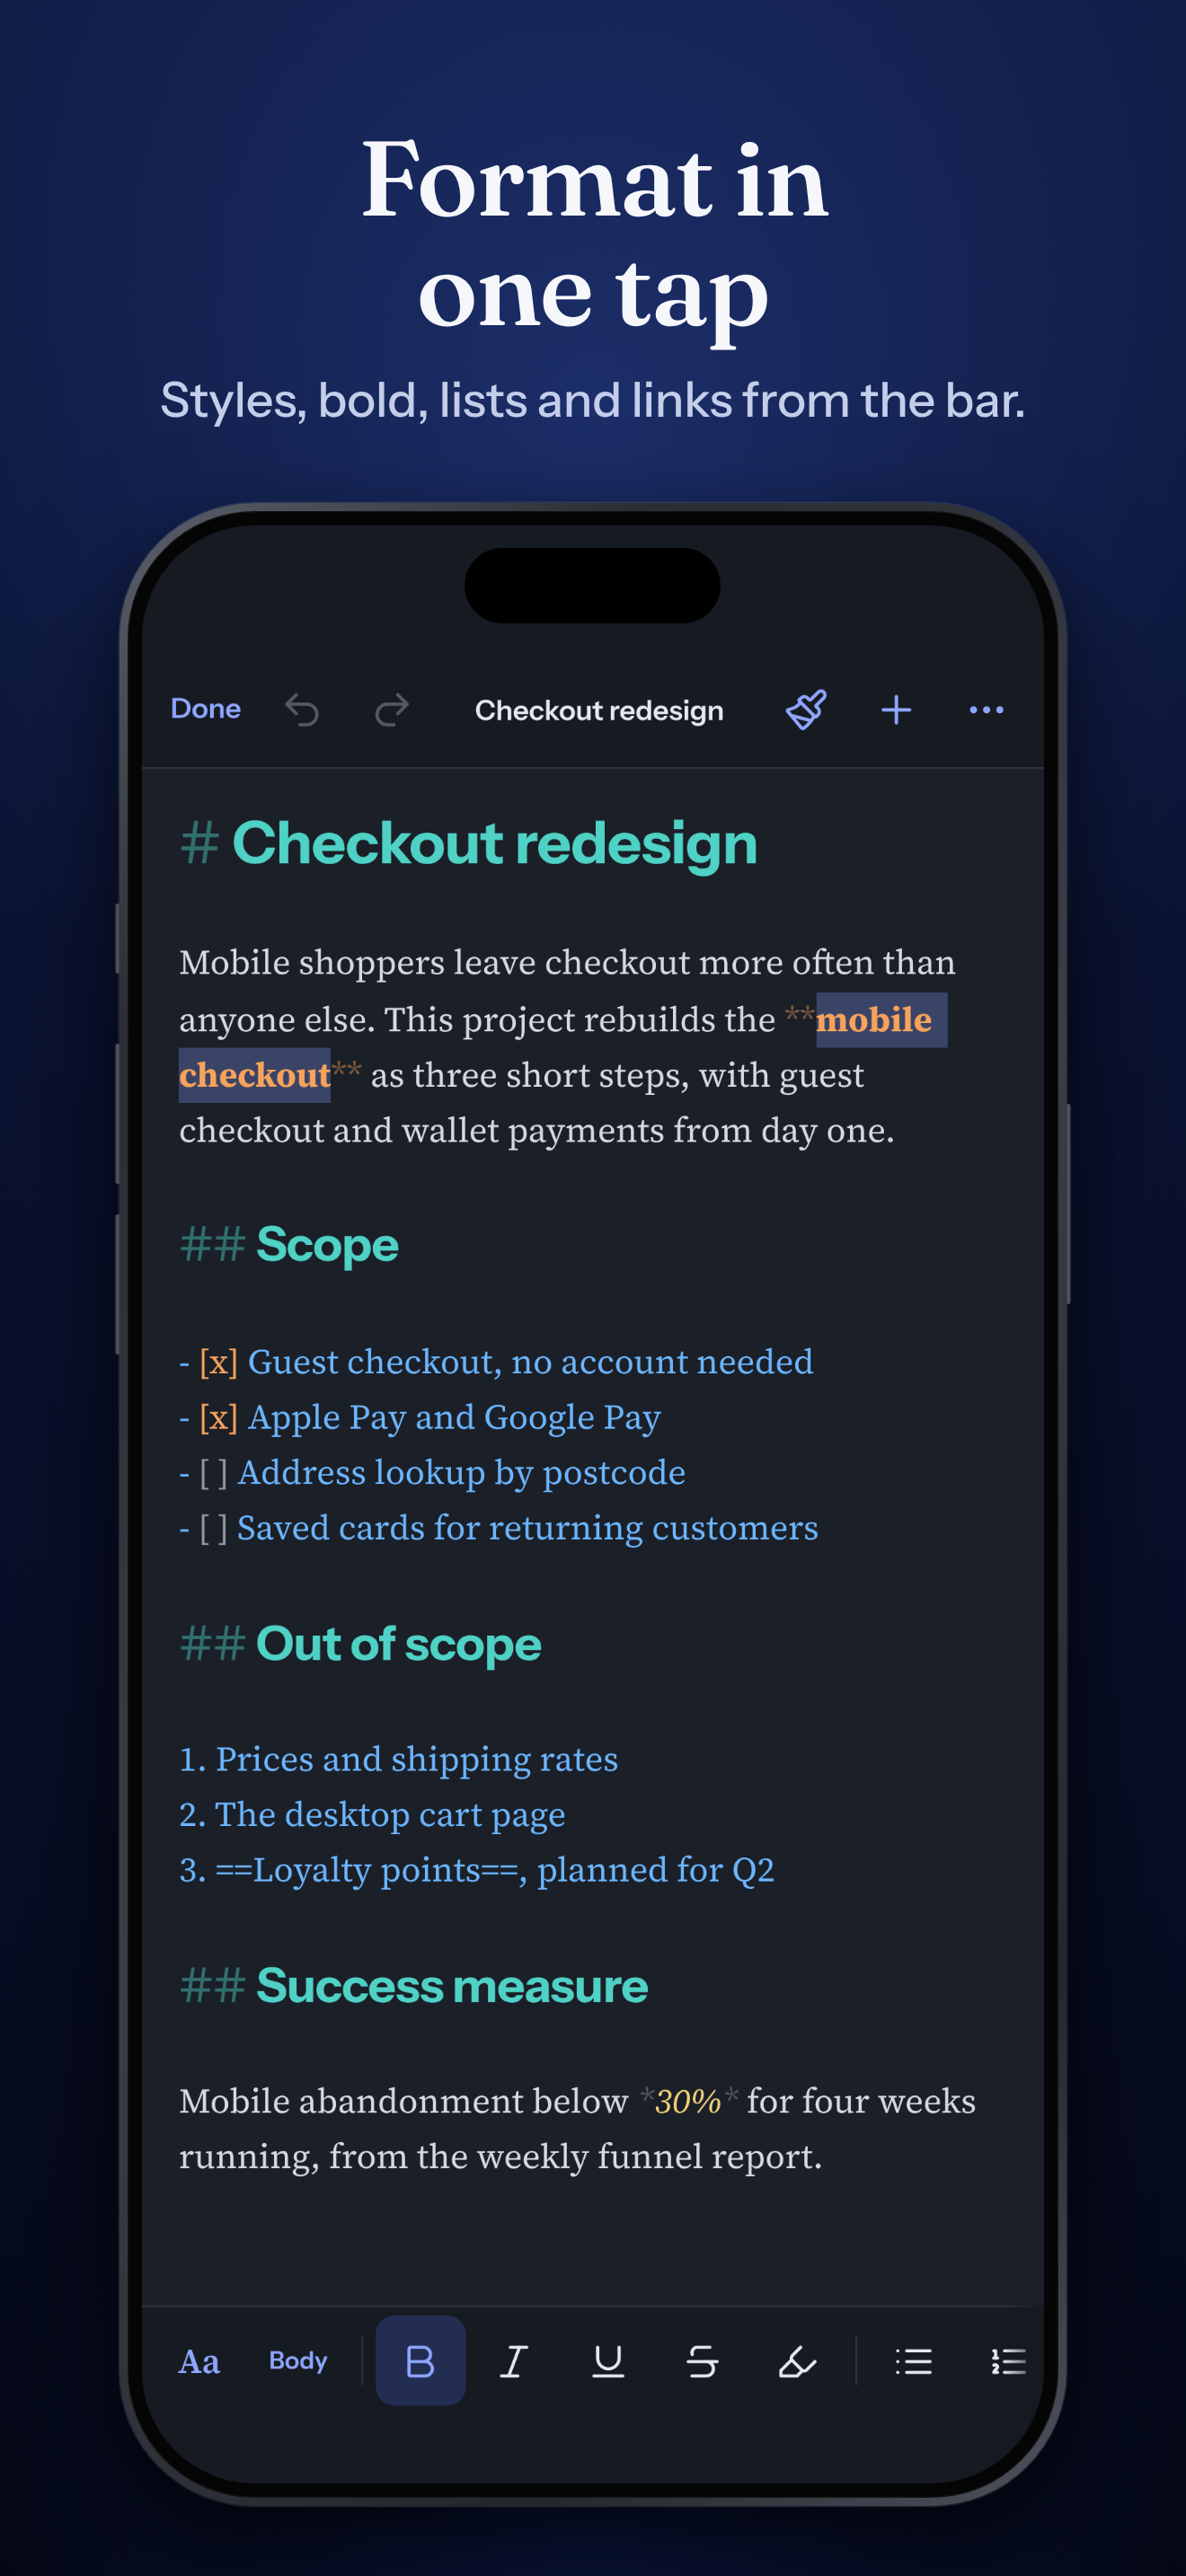 Format in
one tap
Styles, bold, lists and links from the bar.
Done
Checkout redesign
# Checkout redesign
Mobile shoppers leave checkout more often than
anyone else. This project rebuilds the **mobile
checkout** as three short steps, with guest
checkout and wallet payments from day one.
## Scope
- [x] Guest checkout, no account needed
- [x] Apple Pay and Google Pay
- [ ] Address lookup by postcode
- [ ] Saved cards for returning customers
## Out of scope
1. Prices and shipping rates
2. The desktop cart page
3. ==Loyalty points==, planned for Q2
## Success measure
Mobile abandonment below *30%* for four weeks
running, from the weekly funnel report.
Aa Body B I U S